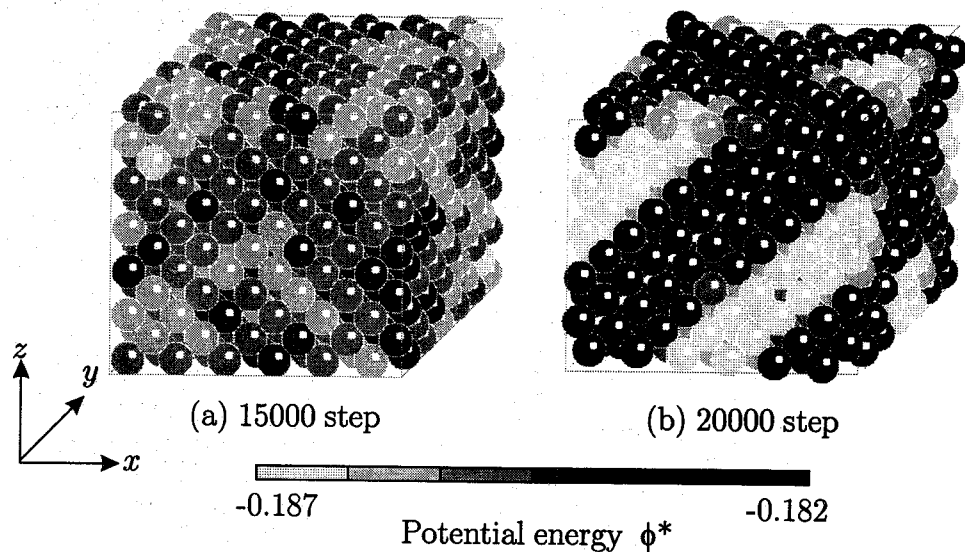 z
y
x
(a) 15000 step
(b) 20000 step
-0.187
-0.182
Potential energy ϕ*